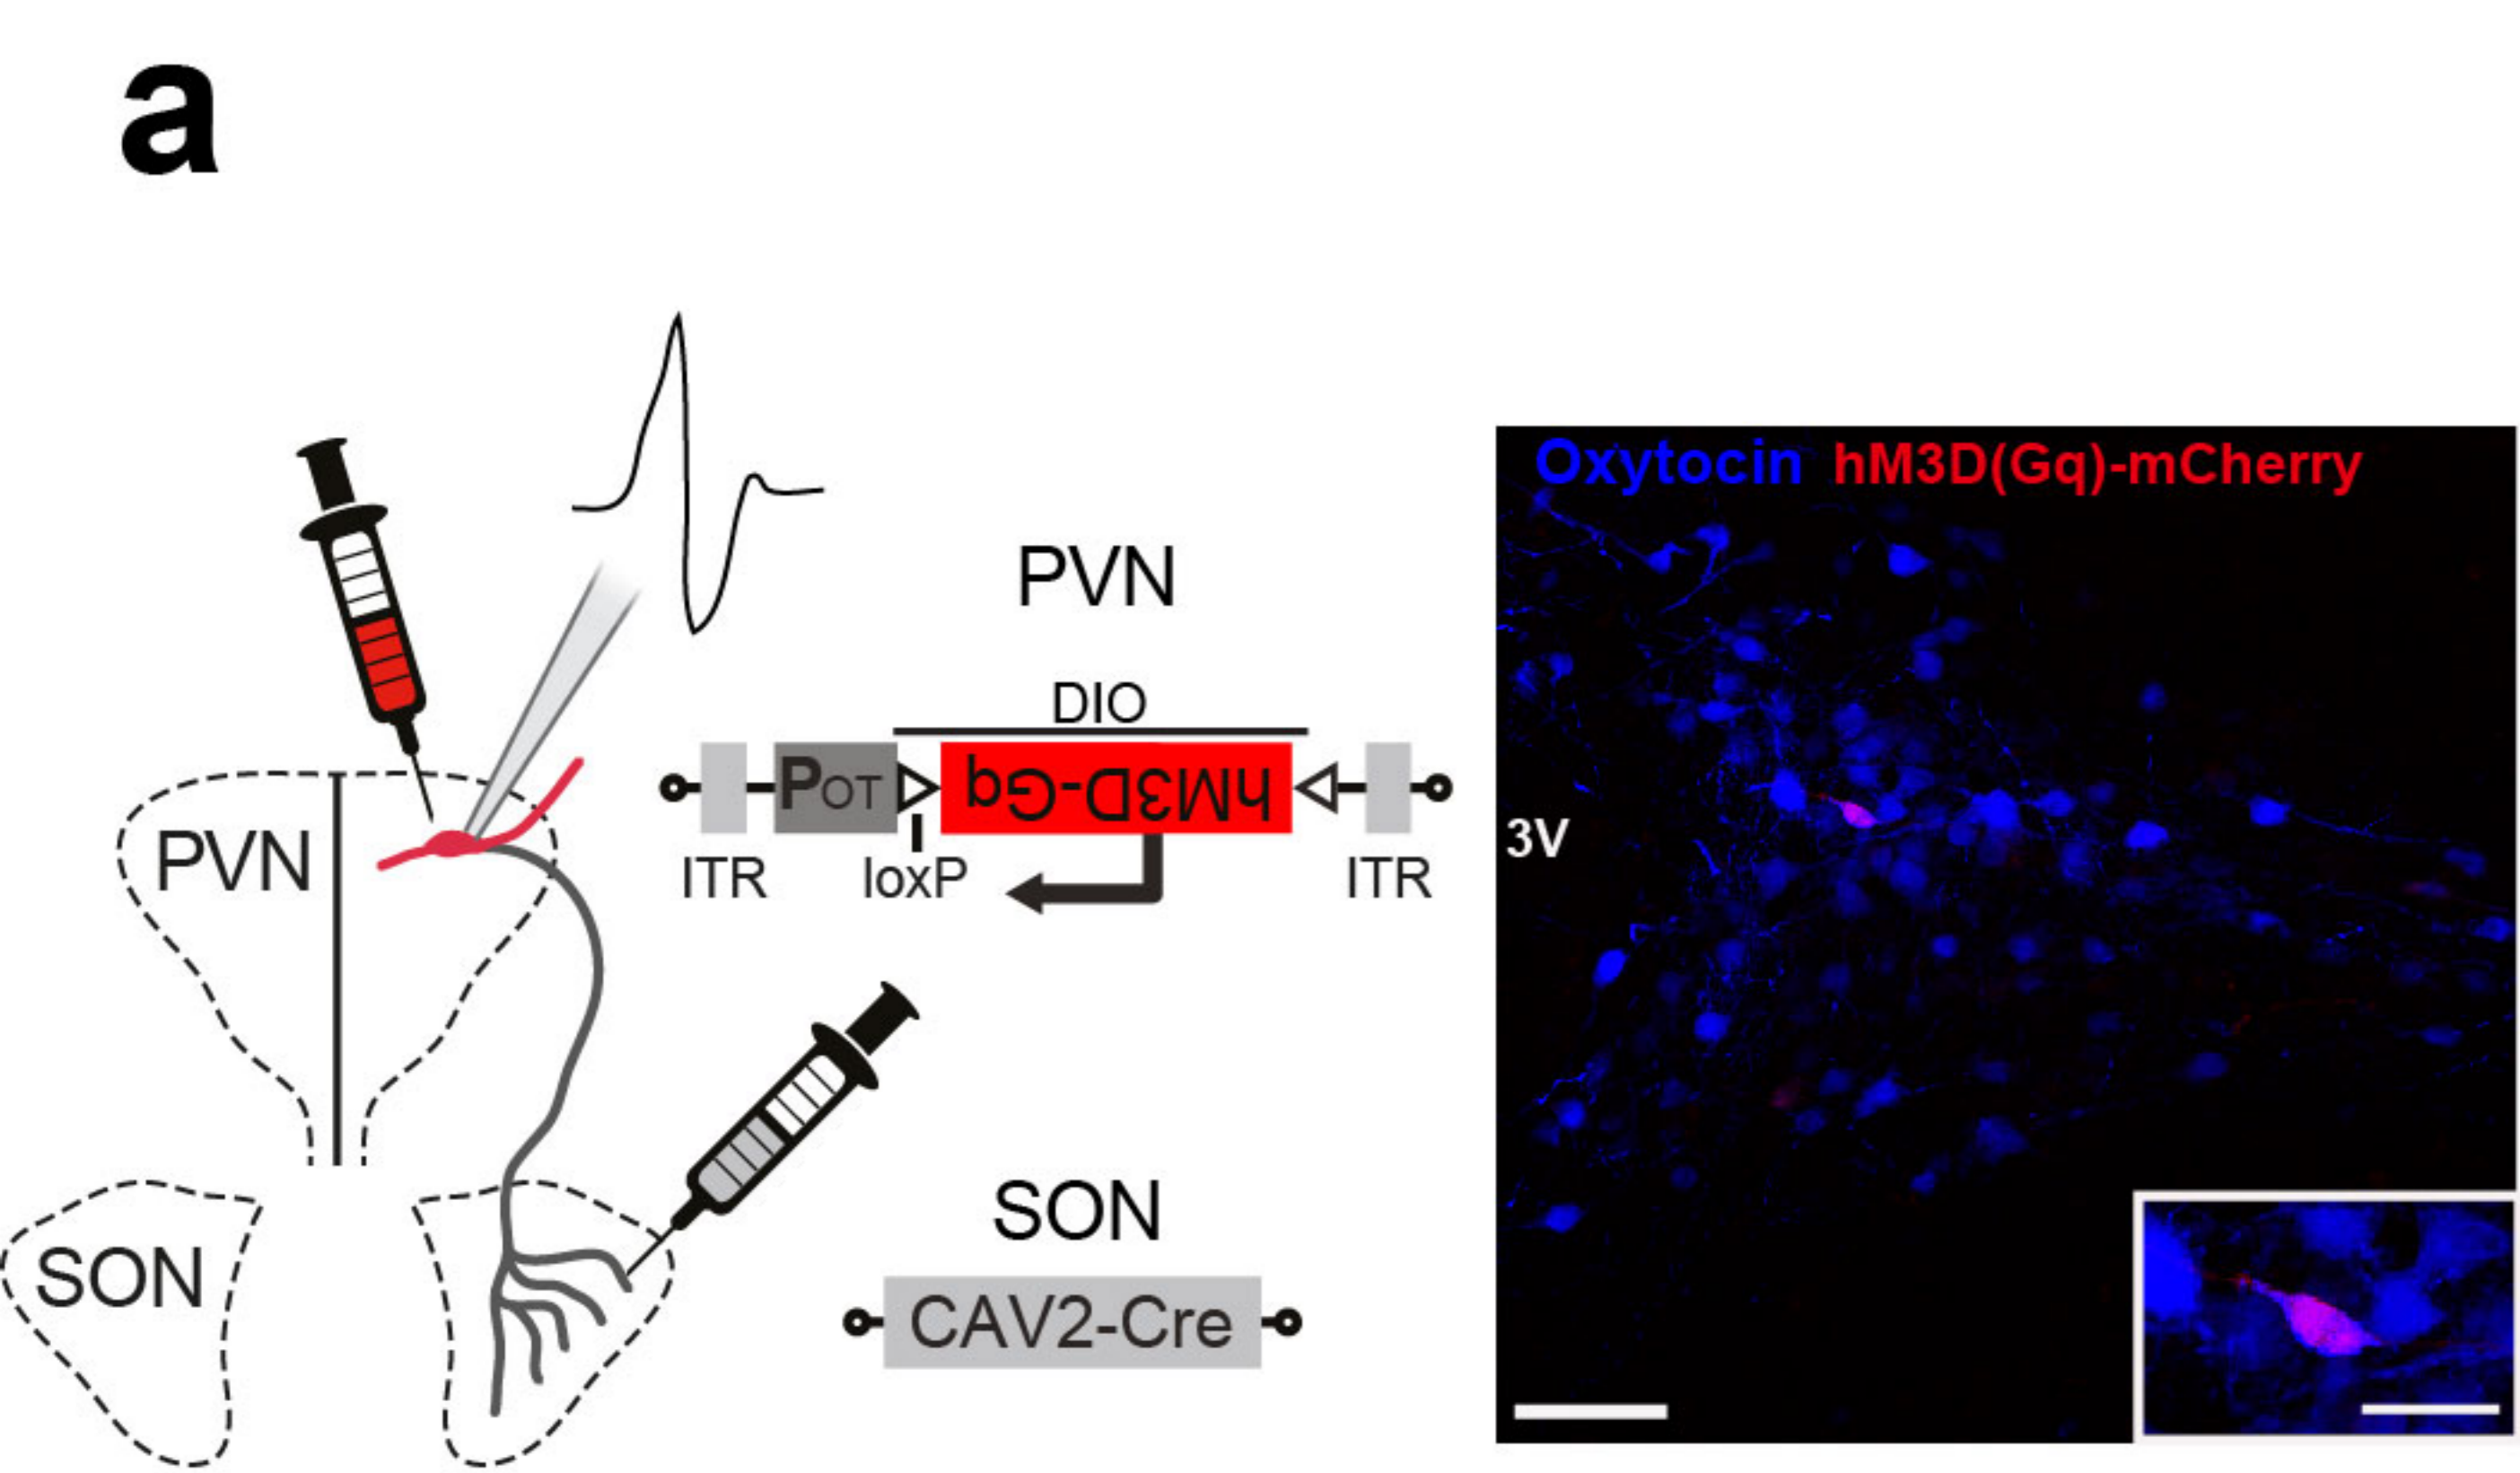 a
PVN
DIO
POT
hM3D-Gq
ITR
loxP
ITR
PVN
SON
SON
CAV2-Cre
Oxytocin hM3D(Gq)-mCherry
3V